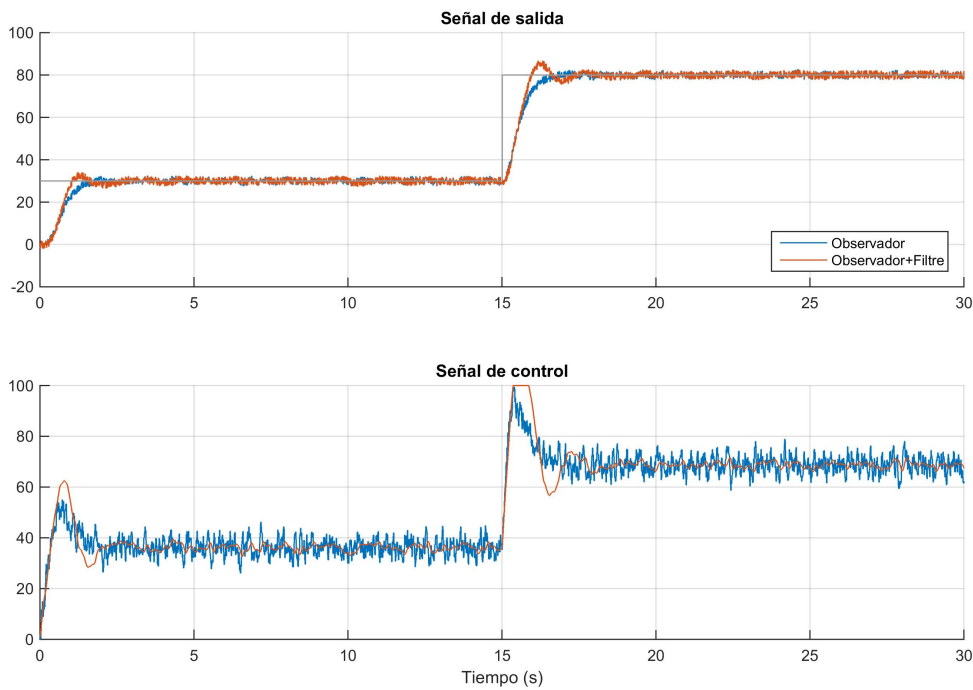 Señal de salida
100
80
60
40
20
0
-20
0 5 10 15 20 25 30
Observador
Observador+Filtre
Señal de control
100
80
60
40
20
0
0 5 10 15 20 25 30
Tiempo (s)